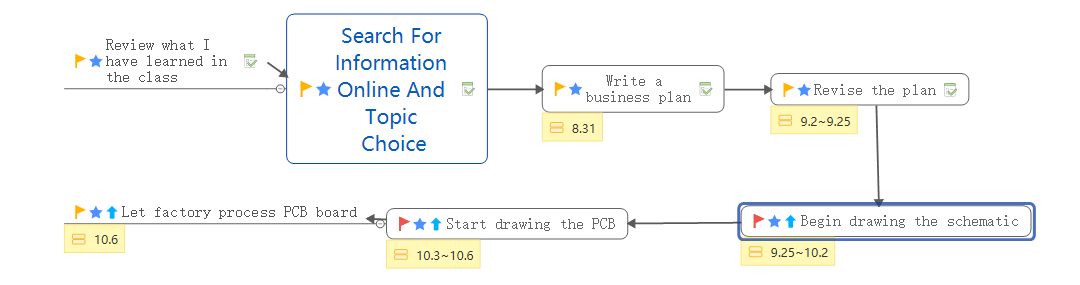 Review what I
have learned in
the class
Search For
Information
Online And
Topic
Choice
Write a
business plan
8.31
Revise the plan
9.2~9.25
Let factory process PCB board
10.6
Start drawing the PCB
10.3~10.6
Begin drawing the schematic
9.25~10.2